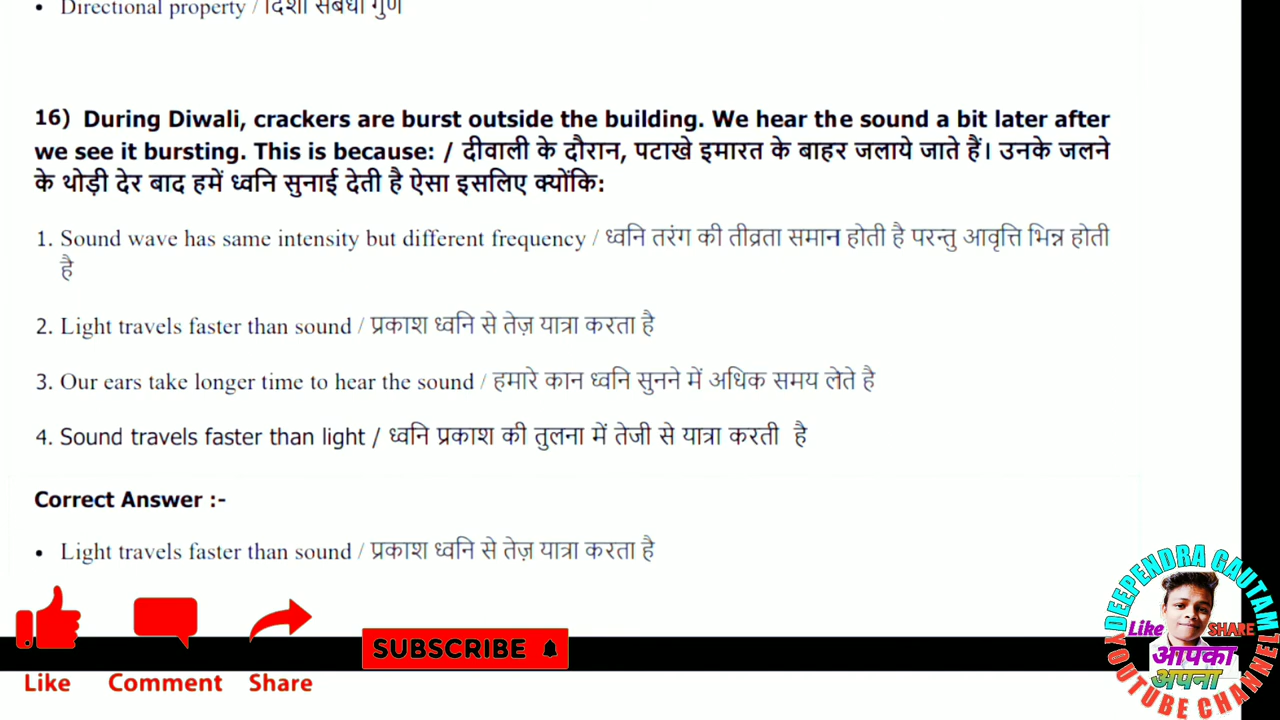 • Directional property / दिशा संबंधी गुण
16) During Diwali, crackers are burst outside the building. We hear the sound a bit later after
we see it bursting. This is because: / दीवाली के दौरान, पटाखे इमारत के बाहर जलाये जाते हैं। उनके जलने
के थोड़ी देर बाद हमें ध्वनि सुनाई देती है ऐसा इसलिए क्योंकि:
1. Sound wave has same intensity but different frequency / ध्वनि तरंग की तीव्रता समान होती है परन्तु आवृत्ति भिन्न होती
है
2. Light travels faster than sound / प्रकाश ध्वनि से तेज़ यात्रा करता है
3. Our ears take longer time to hear the sound / हमारे कान ध्वनि सुनने में अधिक समय लेते है
4. Sound travels faster than light / ध्वनि प्रकाश की तुलना में तेजी से यात्रा करती है
Correct Answer :-
• Light travels faster than sound / प्रकाश ध्वनि से तेज़ यात्रा करता है
SUBSCRIBE
Like Comment Share
DEEPENDRA GAUTAM
Like SHARE
आपका
अपना
YOUTUBE CHANNEL